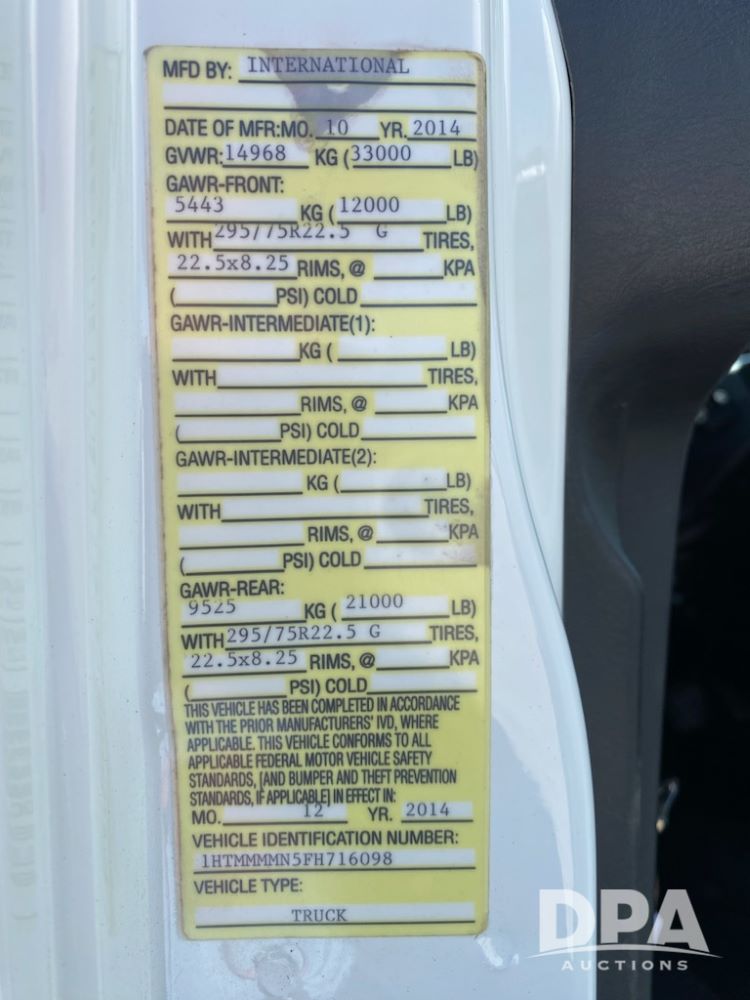 MFD BY: INTERNATIONAL
DATE OF MFR:MO. 10 YR. 2014
GVWR: 14968 KG (33000 LB)
GAWR-FRONT:
5443 KG ( 12000 LB)
WITH 295/75R22.5 G TIRES,
22.5x8.25 RIMS, @ KPA
( PSI) COLD
GAWR-INTERMEDIATE(1):
KG ( LB)
WITH TIRES,
RIMS, @ KPA
( PSI) COLD
GAWR-INTERMEDIATE(2):
KG ( LB)
WITH TIRES,
RIMS, @ KPA
( PSI) COLD
GAWR-REAR:
9525 KG ( 21000 LB)
WITH 295/75R22.5 G TIRES,
22.5x8.25 RIMS, @ KPA
( PSI) COLD
THIS VEHICLE HAS BEEN COMPLETED IN ACCORDANCE
WITH THE PRIOR MANUFACTURERS' IVD, WHERE
APPLICABLE. THIS VEHICLE CONFORMS TO ALL
APPLICABLE FEDERAL MOTOR VEHICLE SAFETY
STANDARDS, [AND BUMPER AND THEFT PREVENTION
STANDARDS, IF APPLICABLE] IN EFFECT IN:
MO. 12 YR. 2014
VEHICLE IDENTIFICATION NUMBER:
1HTMMMMN5FH716098
VEHICLE TYPE:
TRUCK
DPA
AUCTIONS